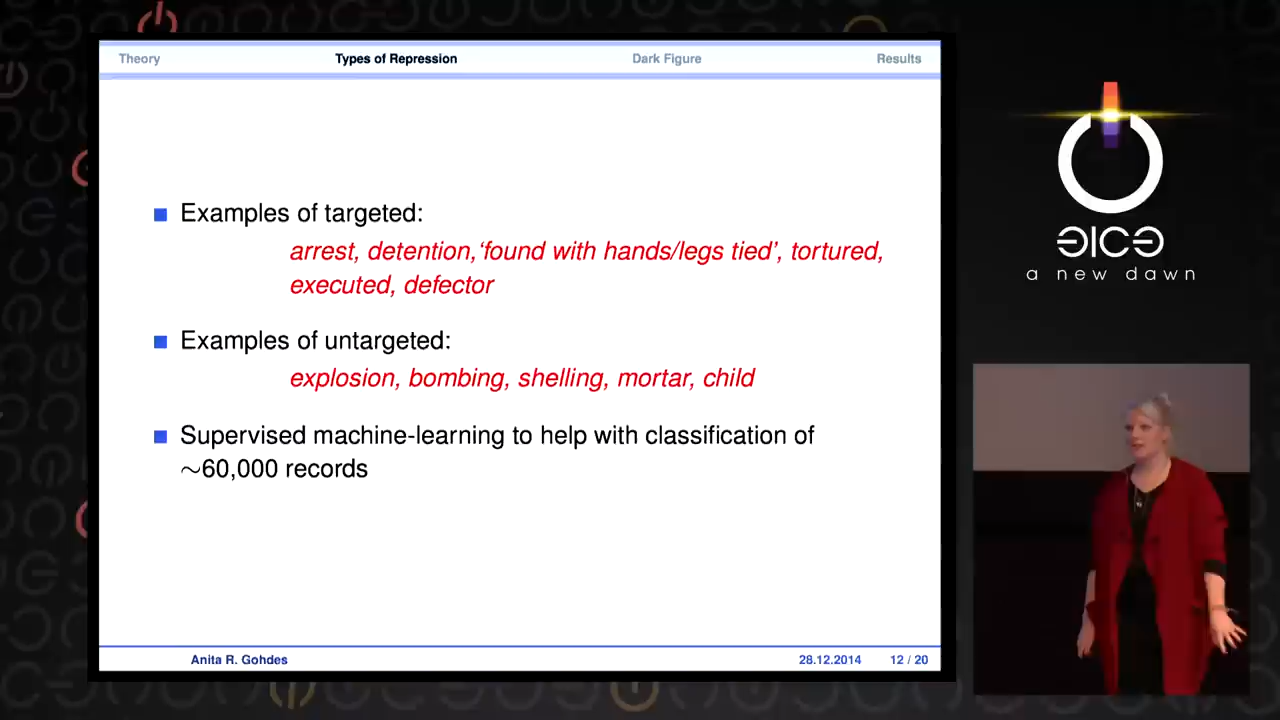 Theory Types of Repression Dark Figure Results
Examples of targeted:
arrest, detention,‘found with hands/legs tied’, tortured,
executed, defector
Examples of untargeted:
explosion, bombing, shelling, mortar, child
Supervised machine-learning to help with classification of
∼60,000 records
Anita R. Gohdes 28.12.2014 12 / 20
a new dawn